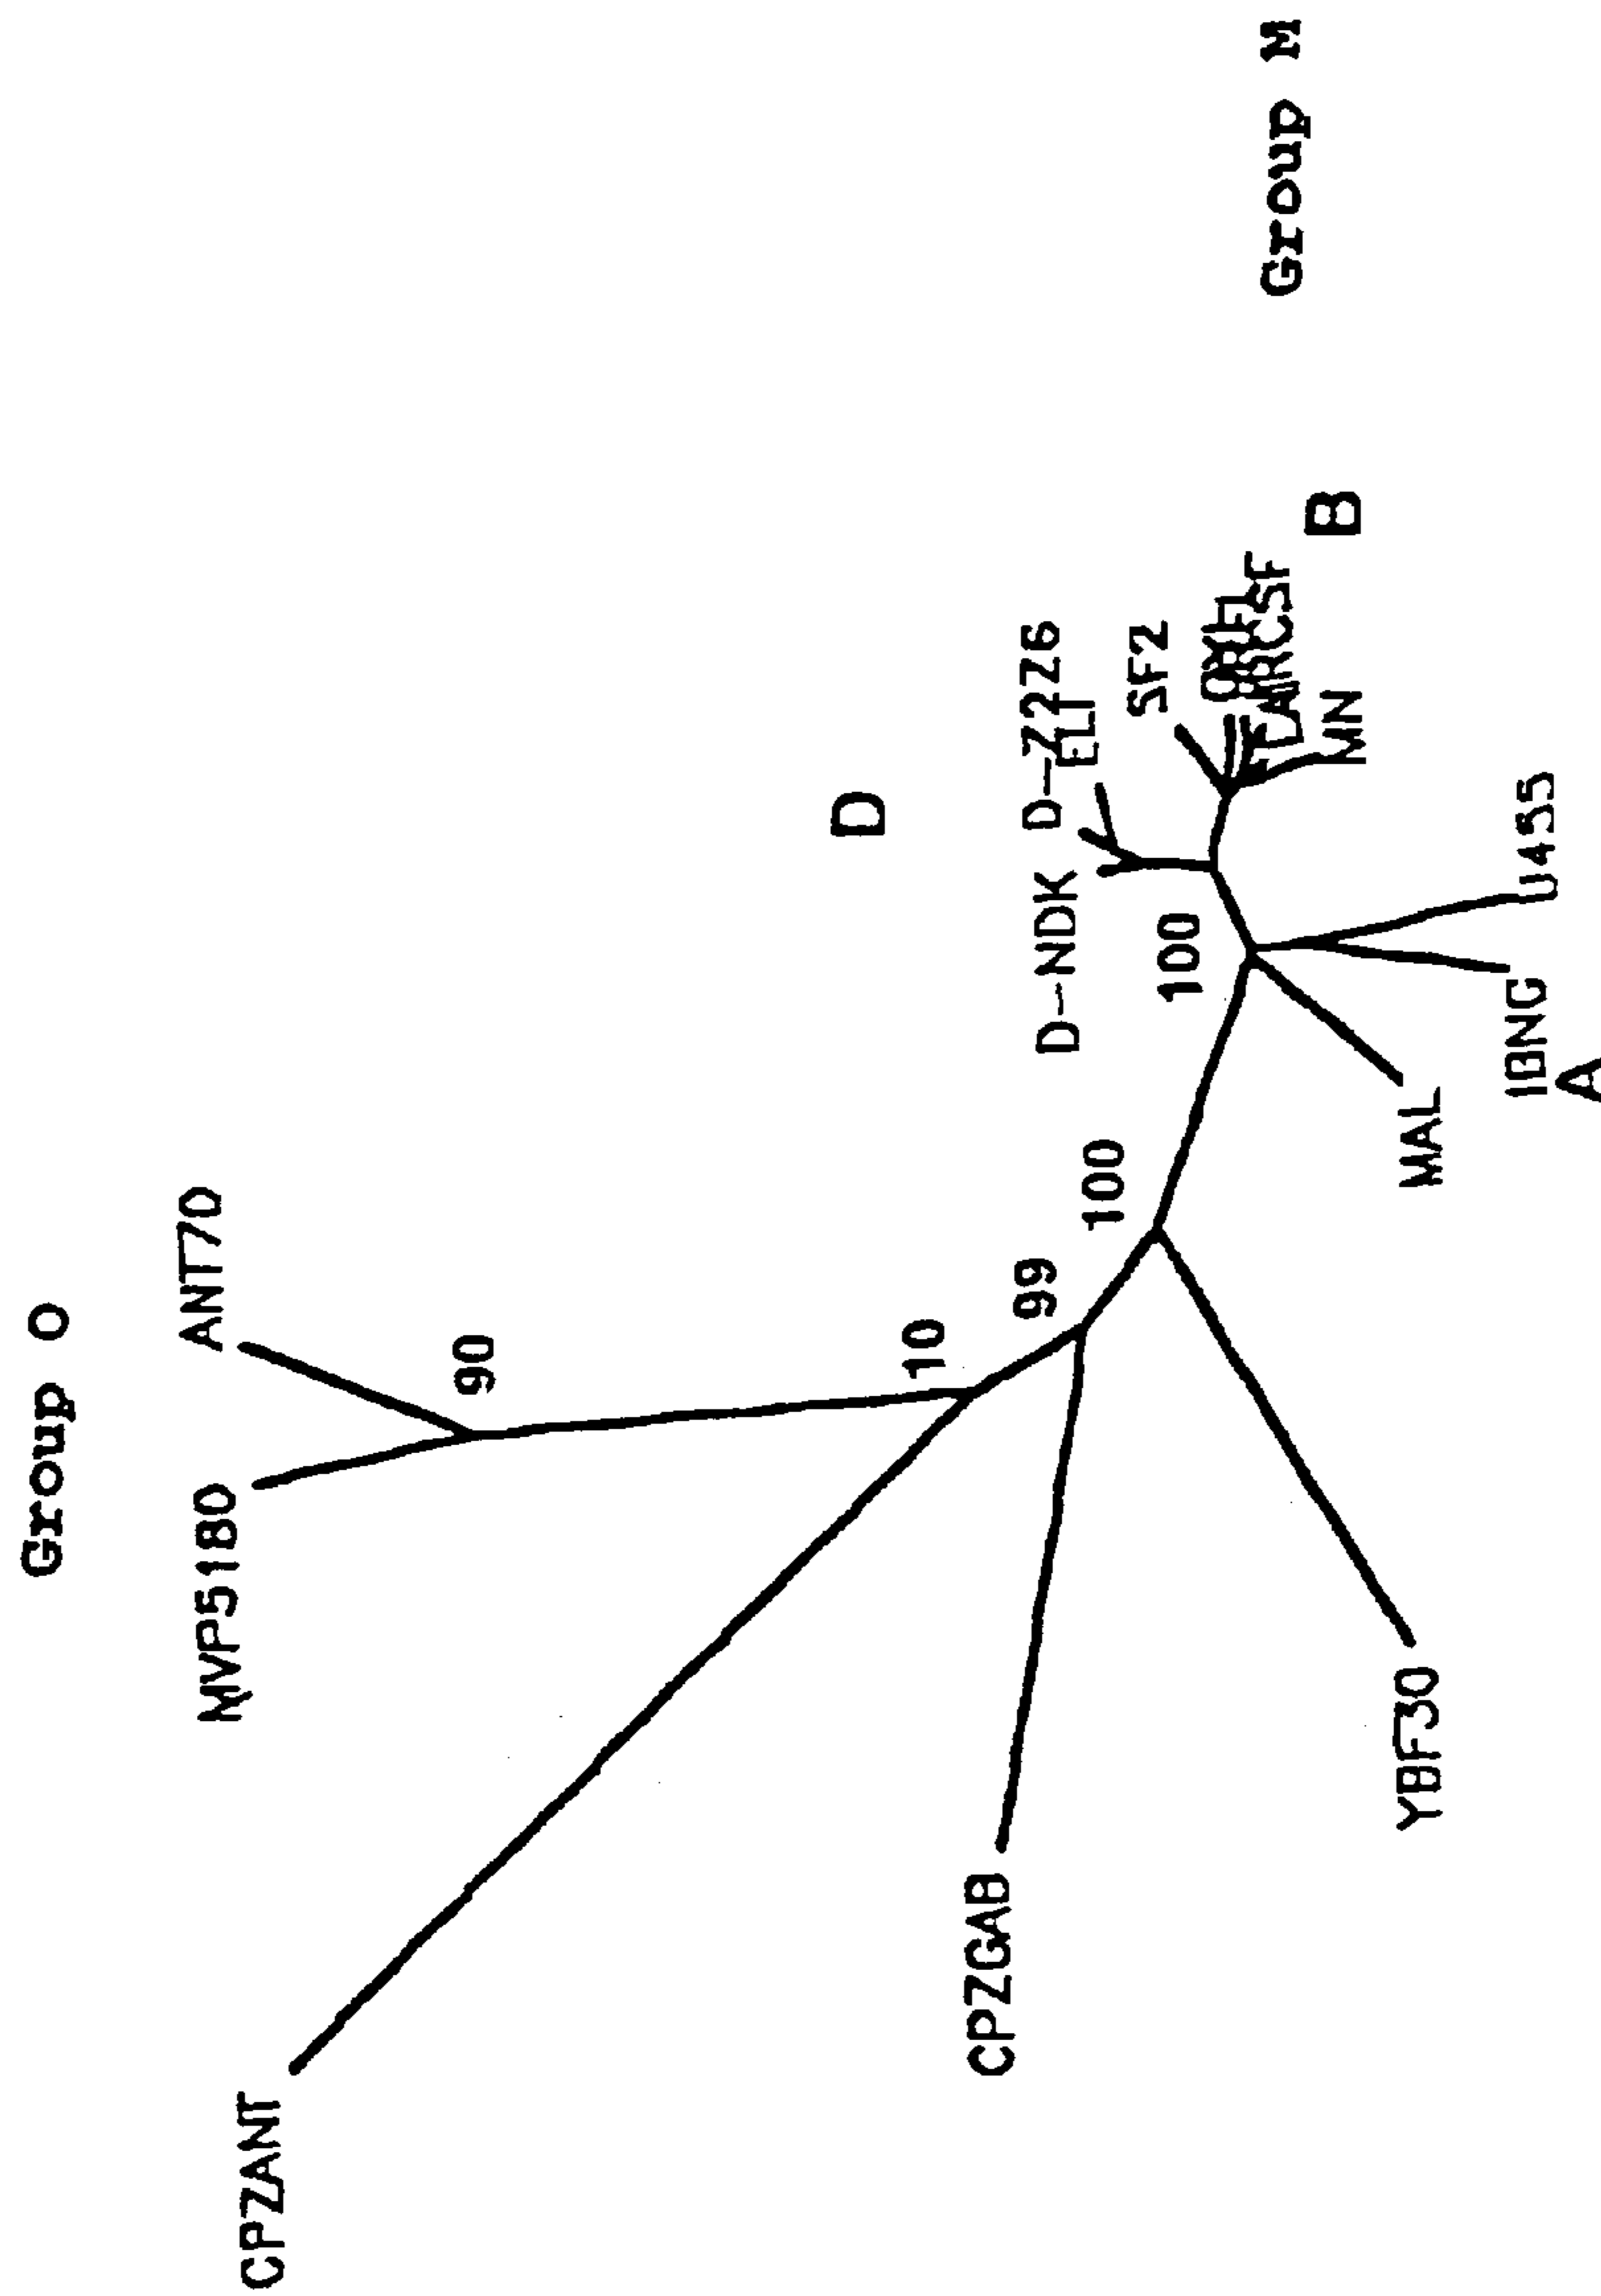 Group O
ANT70
MVP5180
90
CPZANT
10
99
100
CPZGAB
YBF30
D
D-NDK
D-Z2Z6
ELI
100
SF2
MN
B
U455
IBNG
A
MAL
Group M